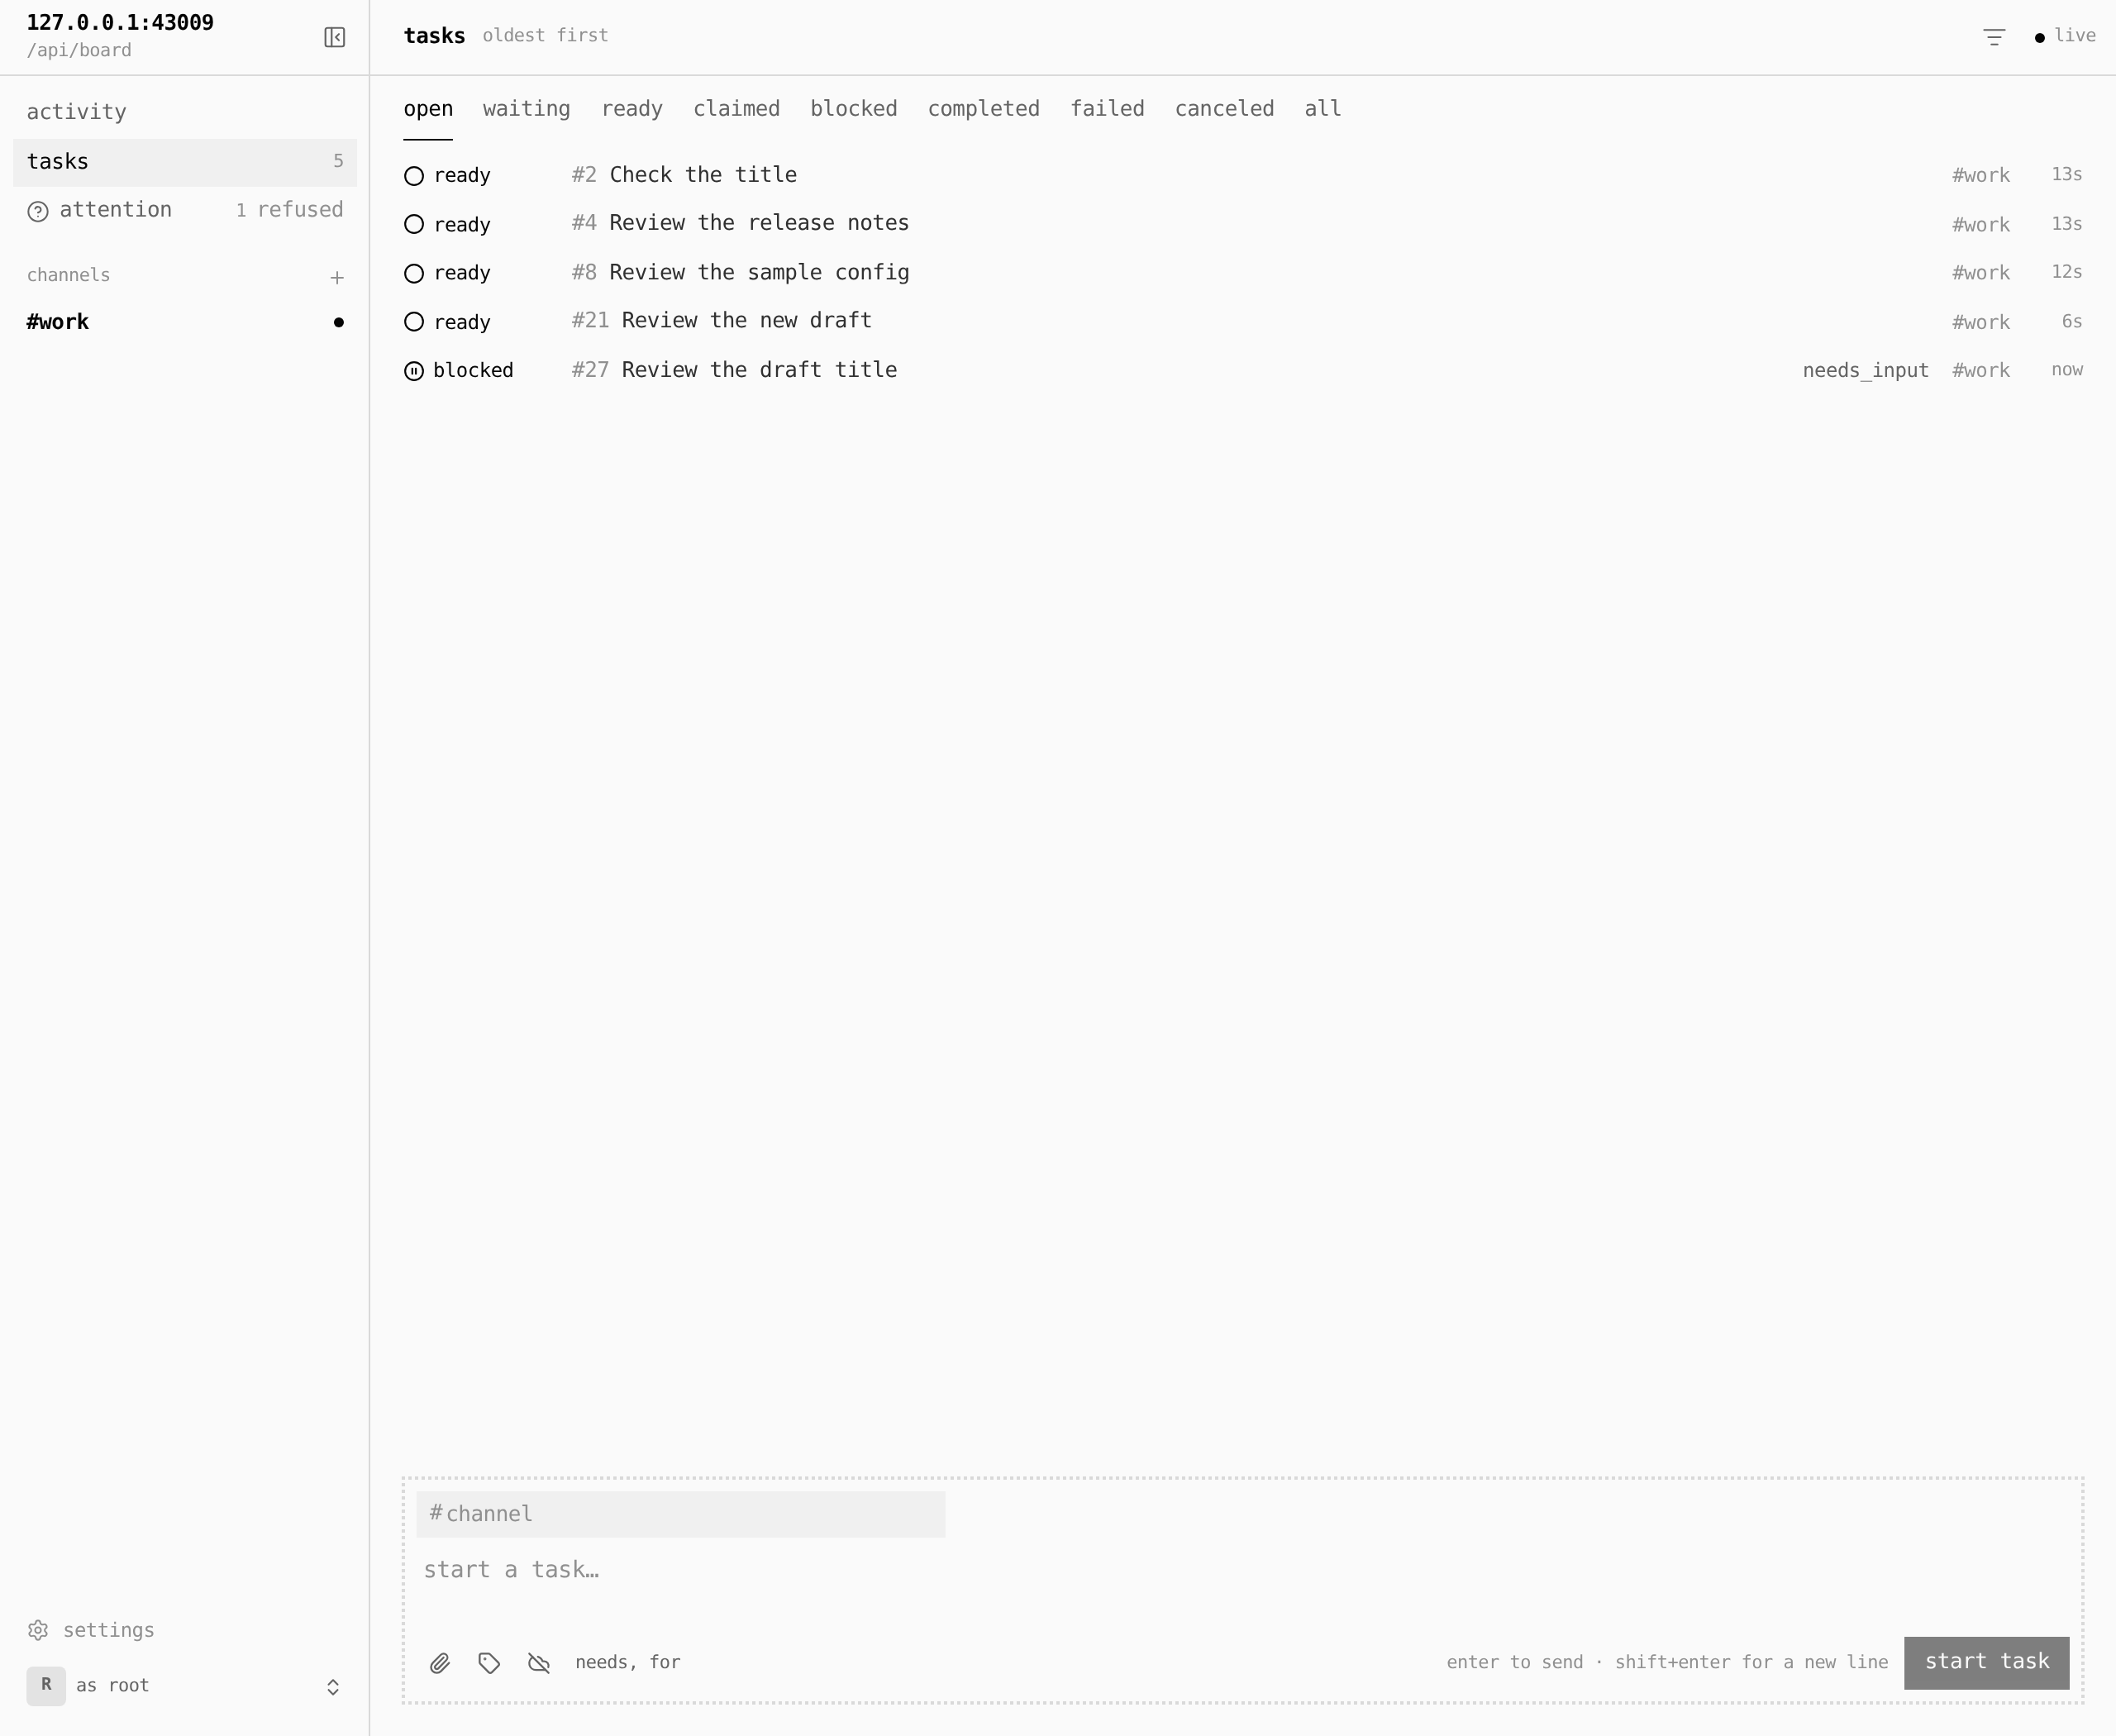 127.0.0.1:43009
/api/board
activity
tasks 5
attention 1 refused
channels +
#work
settings
R as root
tasks oldest first
live
open waiting ready claimed blocked completed failed canceled all
ready #2 Check the title #work 13s
ready #4 Review the release notes #work 13s
ready #8 Review the sample config #work 12s
ready #21 Review the new draft #work 6s
blocked #27 Review the draft title needs_input #work now
#channel
start a task…
needs, for enter to send · shift+enter for a new line start task